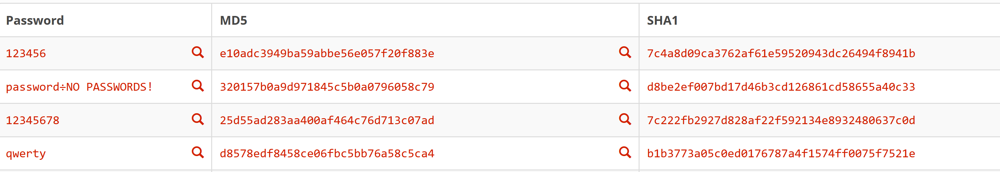 Password MD5 SHA1
123456 e10adc3949ba59abbe56e057f20f883e 7c4a8d09ca3762af61e59520943dc26494f8941b
password÷NO PASSWORDS! 320157b0a9d971845c5b0a0796058c79 d8be2ef007bd17d46b3cd126861cd58655a40c33
12345678 25d55ad283aa400af464c76d713c07ad 7c222fb2927d828af22f592134e8932480637c0d
qwerty d8578edf8458ce06fbc5bb76a58c5ca4 b1b3773a05c0ed0176787a4f1574ff0075f7521e